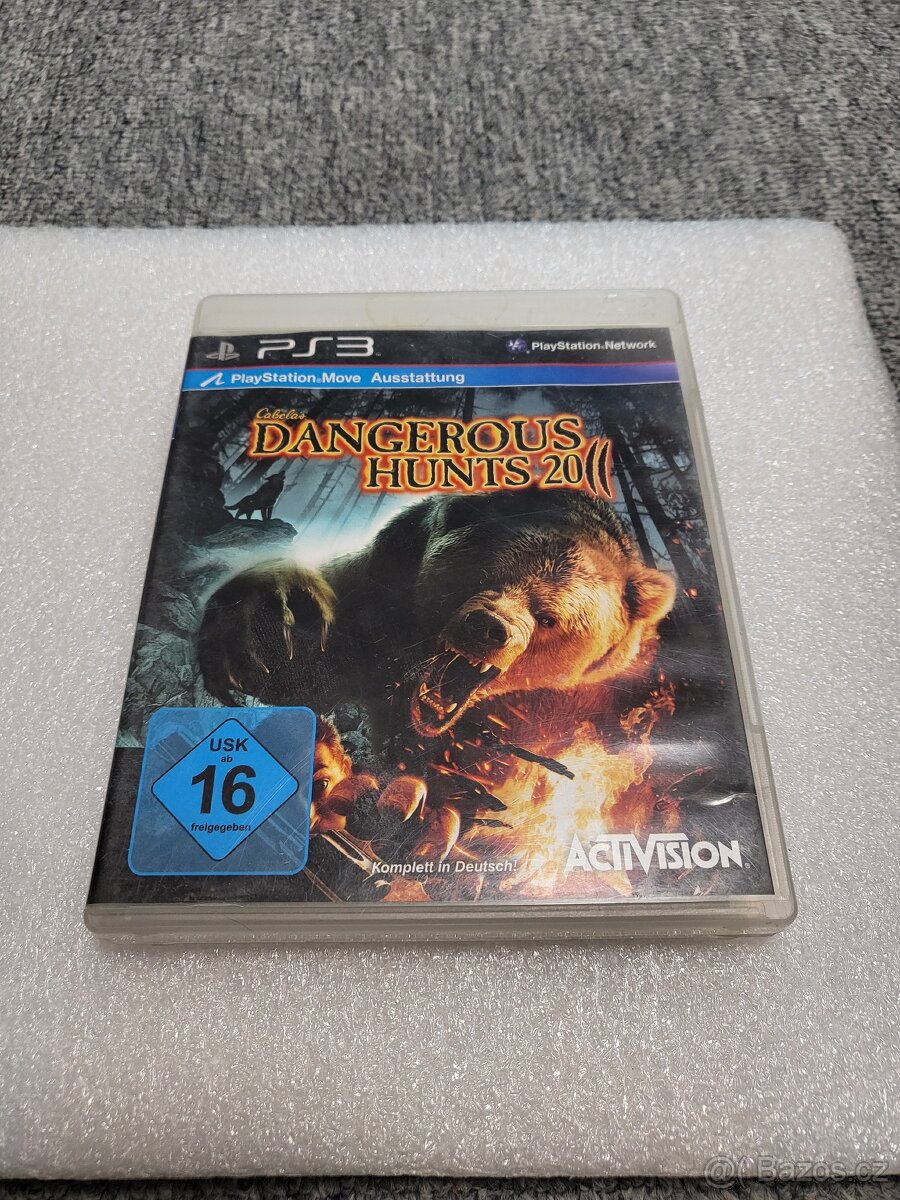 PS3
PlayStation®Network
PlayStation®Move Ausstattung
Cabela's
DANGEROUS
HUNTS 2011
USK
ab
16
freigegeben
Komplett in Deutsch!
ACTIVISION®
@ Bazos.cz